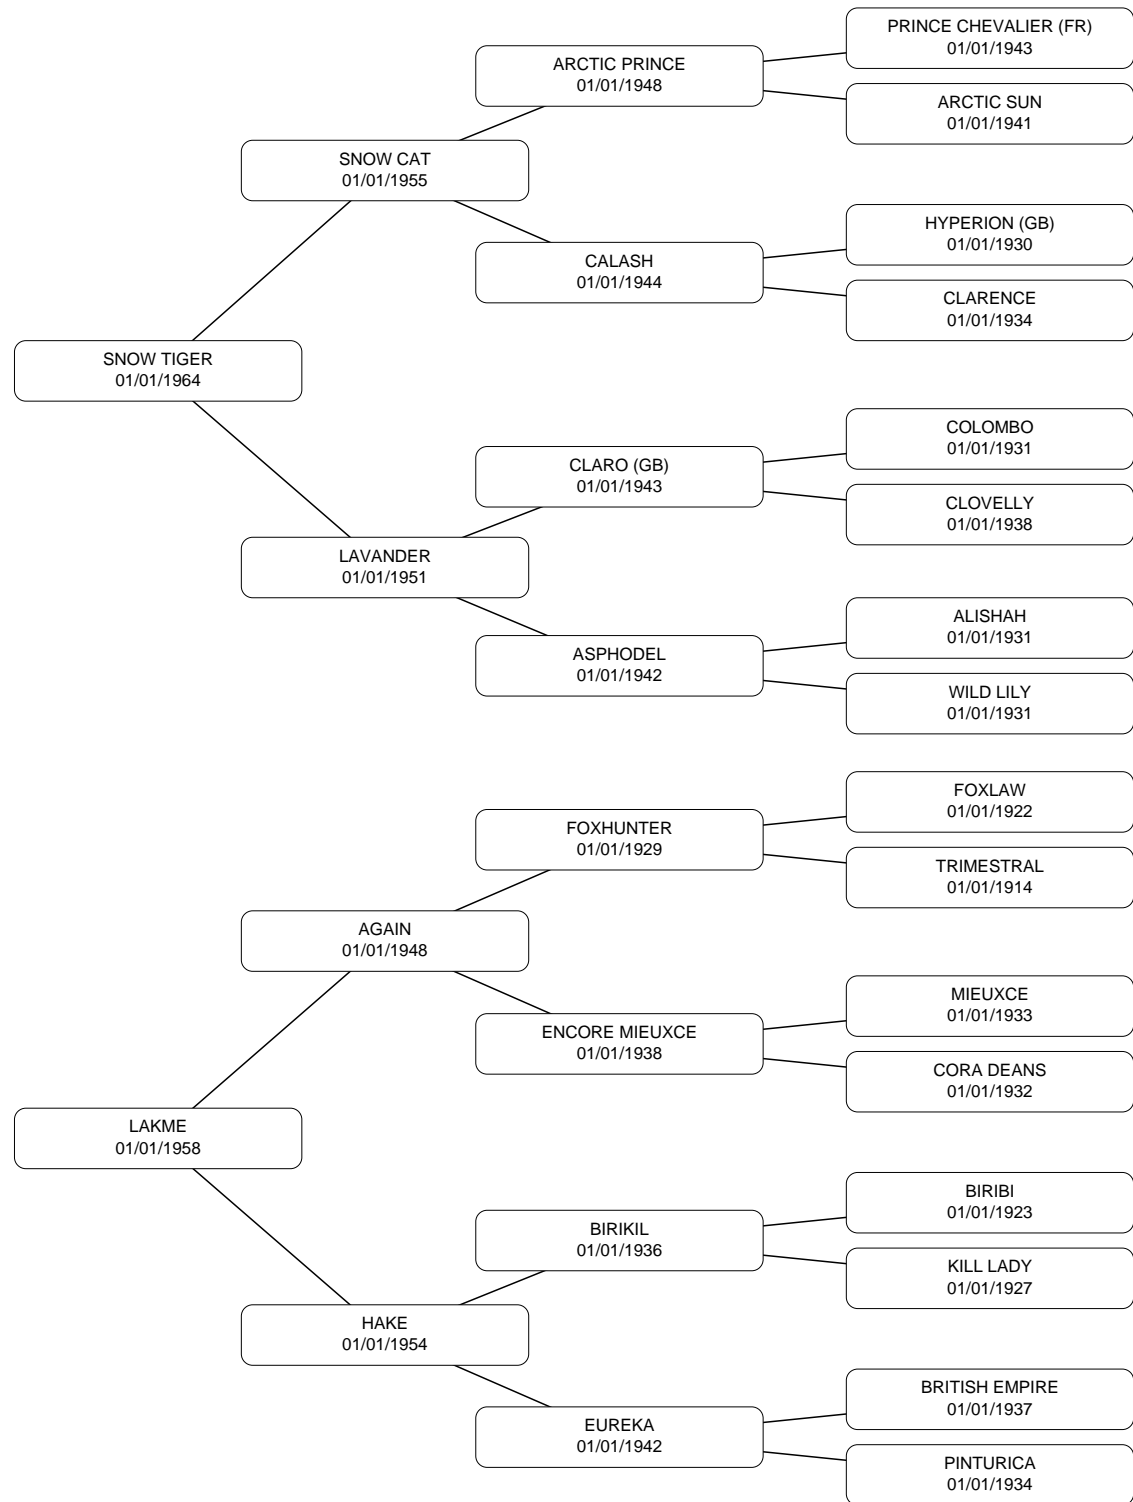 PRINCE CHEVALIER (FR)
01/01/1943
ARCTIC PRINCE
01/01/1948
ARCTIC SUN
01/01/1941
SNOW CAT
01/01/1955
HYPERION (GB)
01/01/1930
CALASH
01/01/1944
CLARENCE
01/01/1934
SNOW TIGER
01/01/1964
COLOMBO
01/01/1931
CLARO (GB)
01/01/1943
CLOVELLY
01/01/1938
LAVANDER
01/01/1951
ALISHAH
01/01/1931
ASPHODEL
01/01/1942
WILD LILY
01/01/1931
FOXLAW
01/01/1922
FOXHUNTER
01/01/1929
TRIMESTRAL
01/01/1914
AGAIN
01/01/1948
MIEUXCE
01/01/1933
ENCORE MIEUXCE
01/01/1938
CORA DEANS
01/01/1932
LAKME
01/01/1958
BIRIBI
01/01/1923
BIRIKIL
01/01/1936
KILL LADY
01/01/1927
HAKE
01/01/1954
BRITISH EMPIRE
01/01/1937
EUREKA
01/01/1942
PINTURICA
01/01/1934